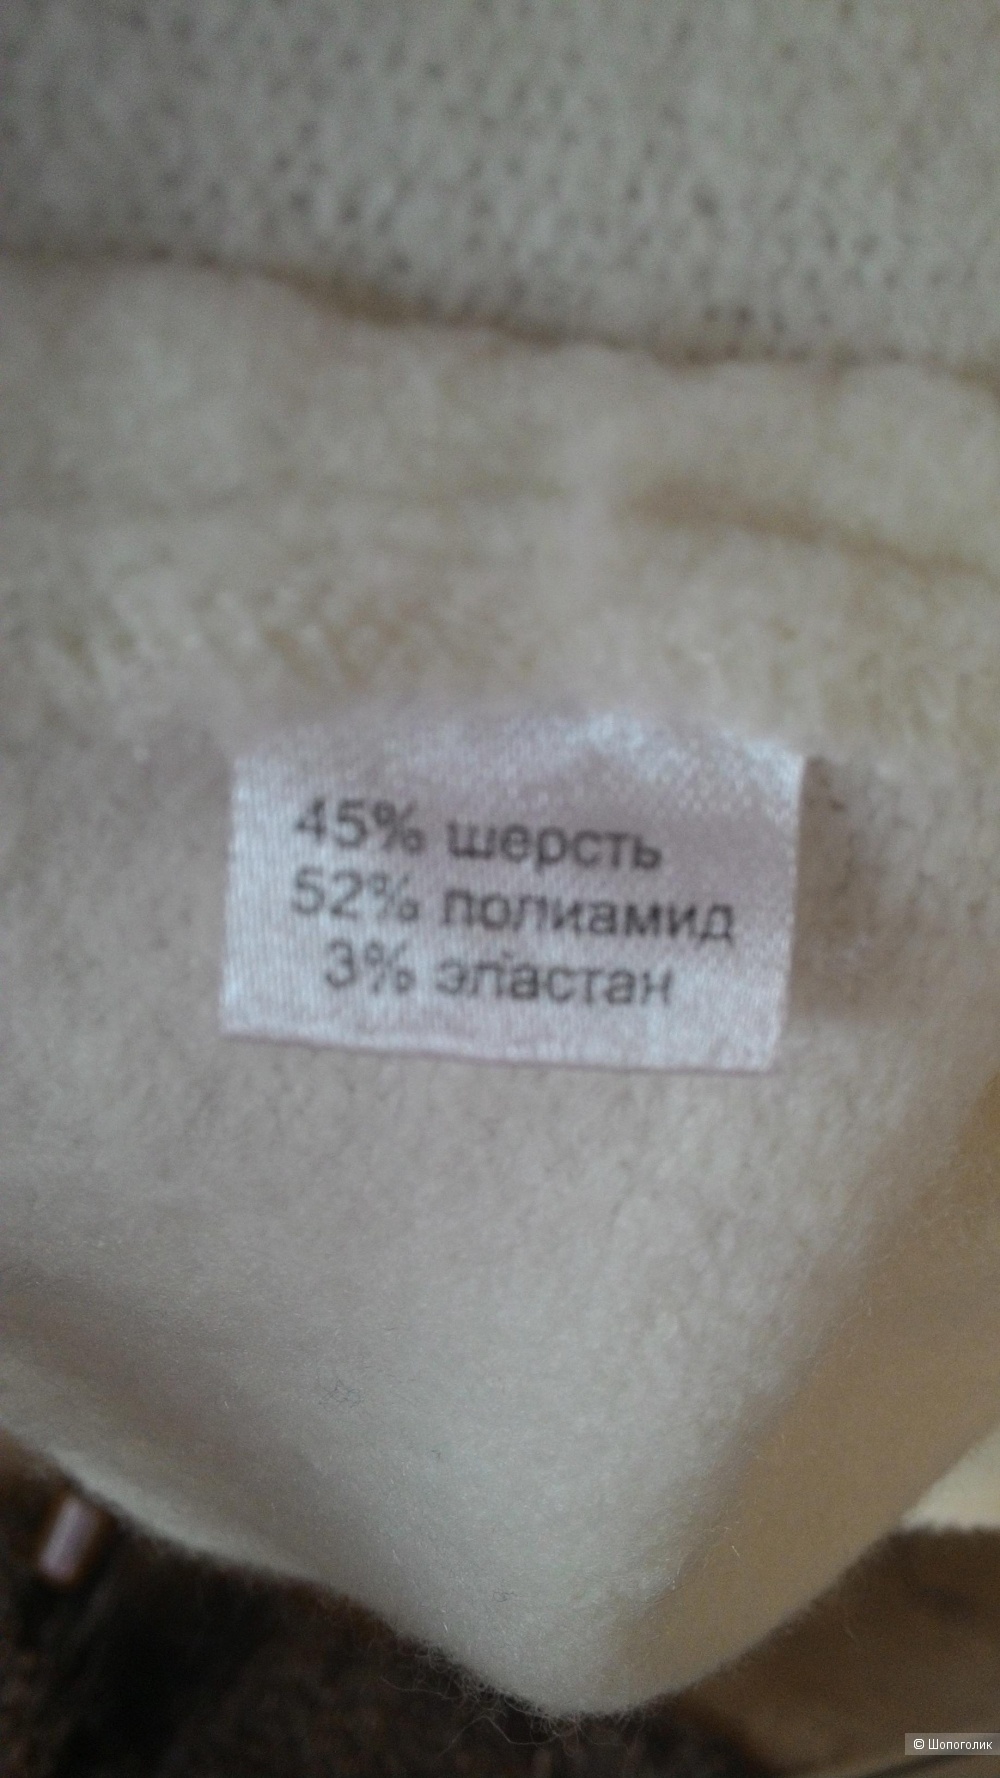 45% шерсть
52% полиамид
3% эластан
© Шопоголик